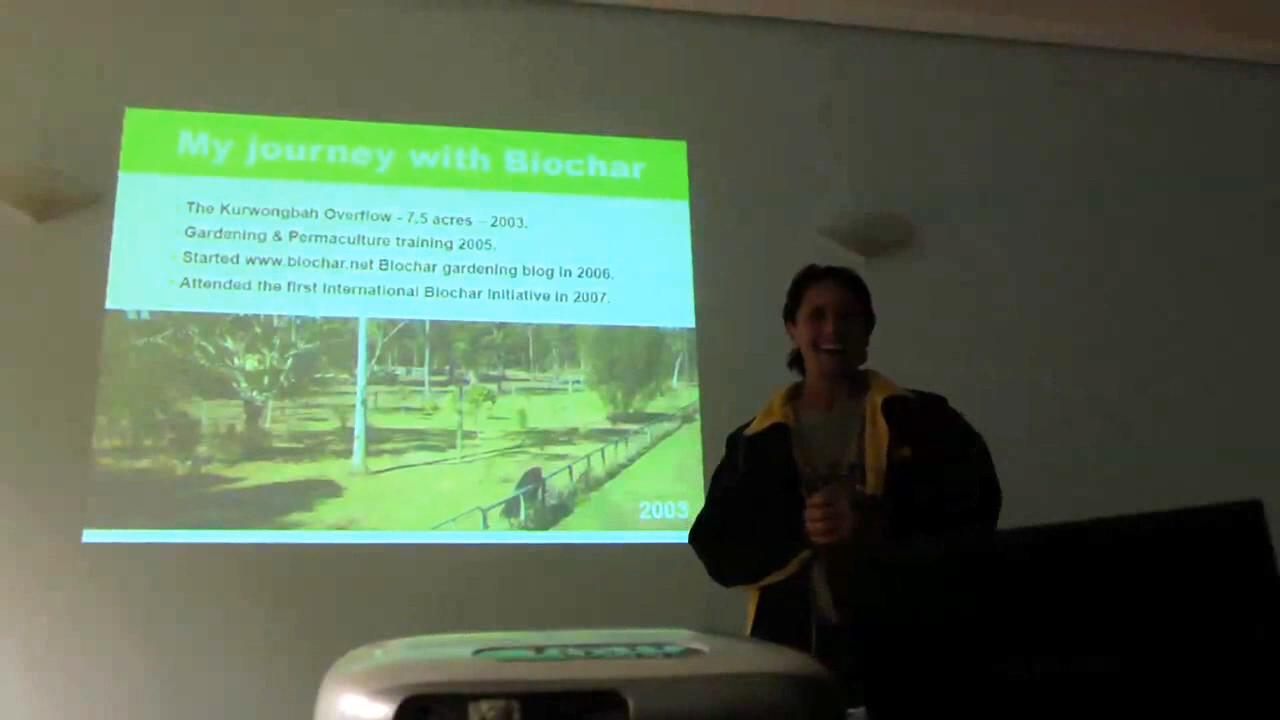 My journey with Biochar
The Kurwongbah Overflow - 7.5 acres – 2003.
Gardening & Permaculture training 2005.
Started www.biochar.net Biochar gardening blog in 2006.
Attended the first International Biochar Initiative in 2007.
2003